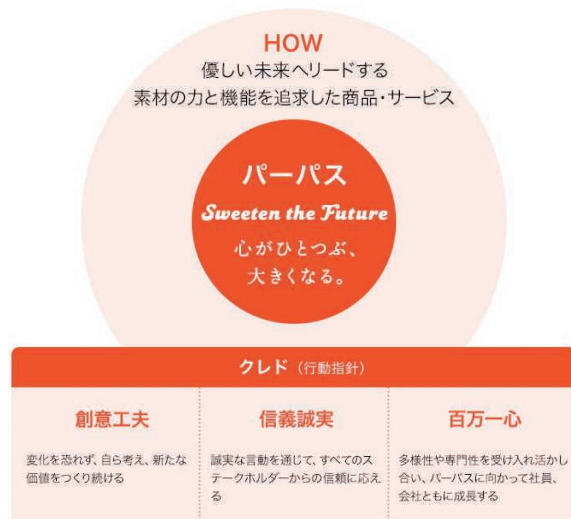 HOW
優しい未来へリードする
素材の力と機能を追求した商品・サービス
パーパス
Sweeten the Future
心がひとつぶ、
大きくなる。
クレド（行動指針）
創意工夫
変化を恐れず、自ら考え、新たな
価値をつくり続ける
信義誠実
誠実な言動を通じて、すべてのス
テークホルダーからの信頼に応え
る
百万一心
多様性や専門性を受け入れ活かし
合い、パーパスに向かって社員、
会社ともに成長する